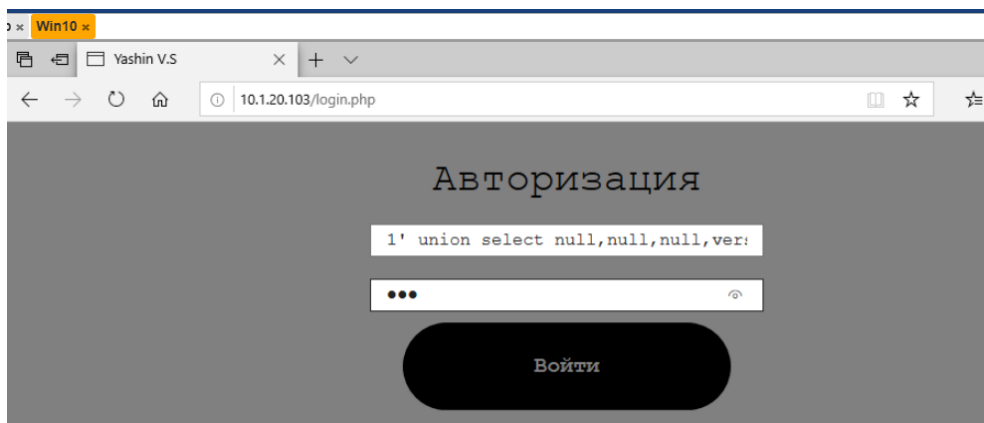 Win10 ×
Yashin V.S
10.1.20.103/login.php
Авторизация
1' union select null,null,null,vers
Войти